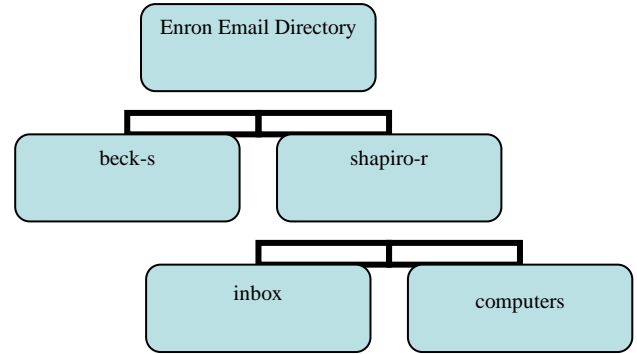 Enron Email Directory
beck-s
shapiro-r
inbox
computers